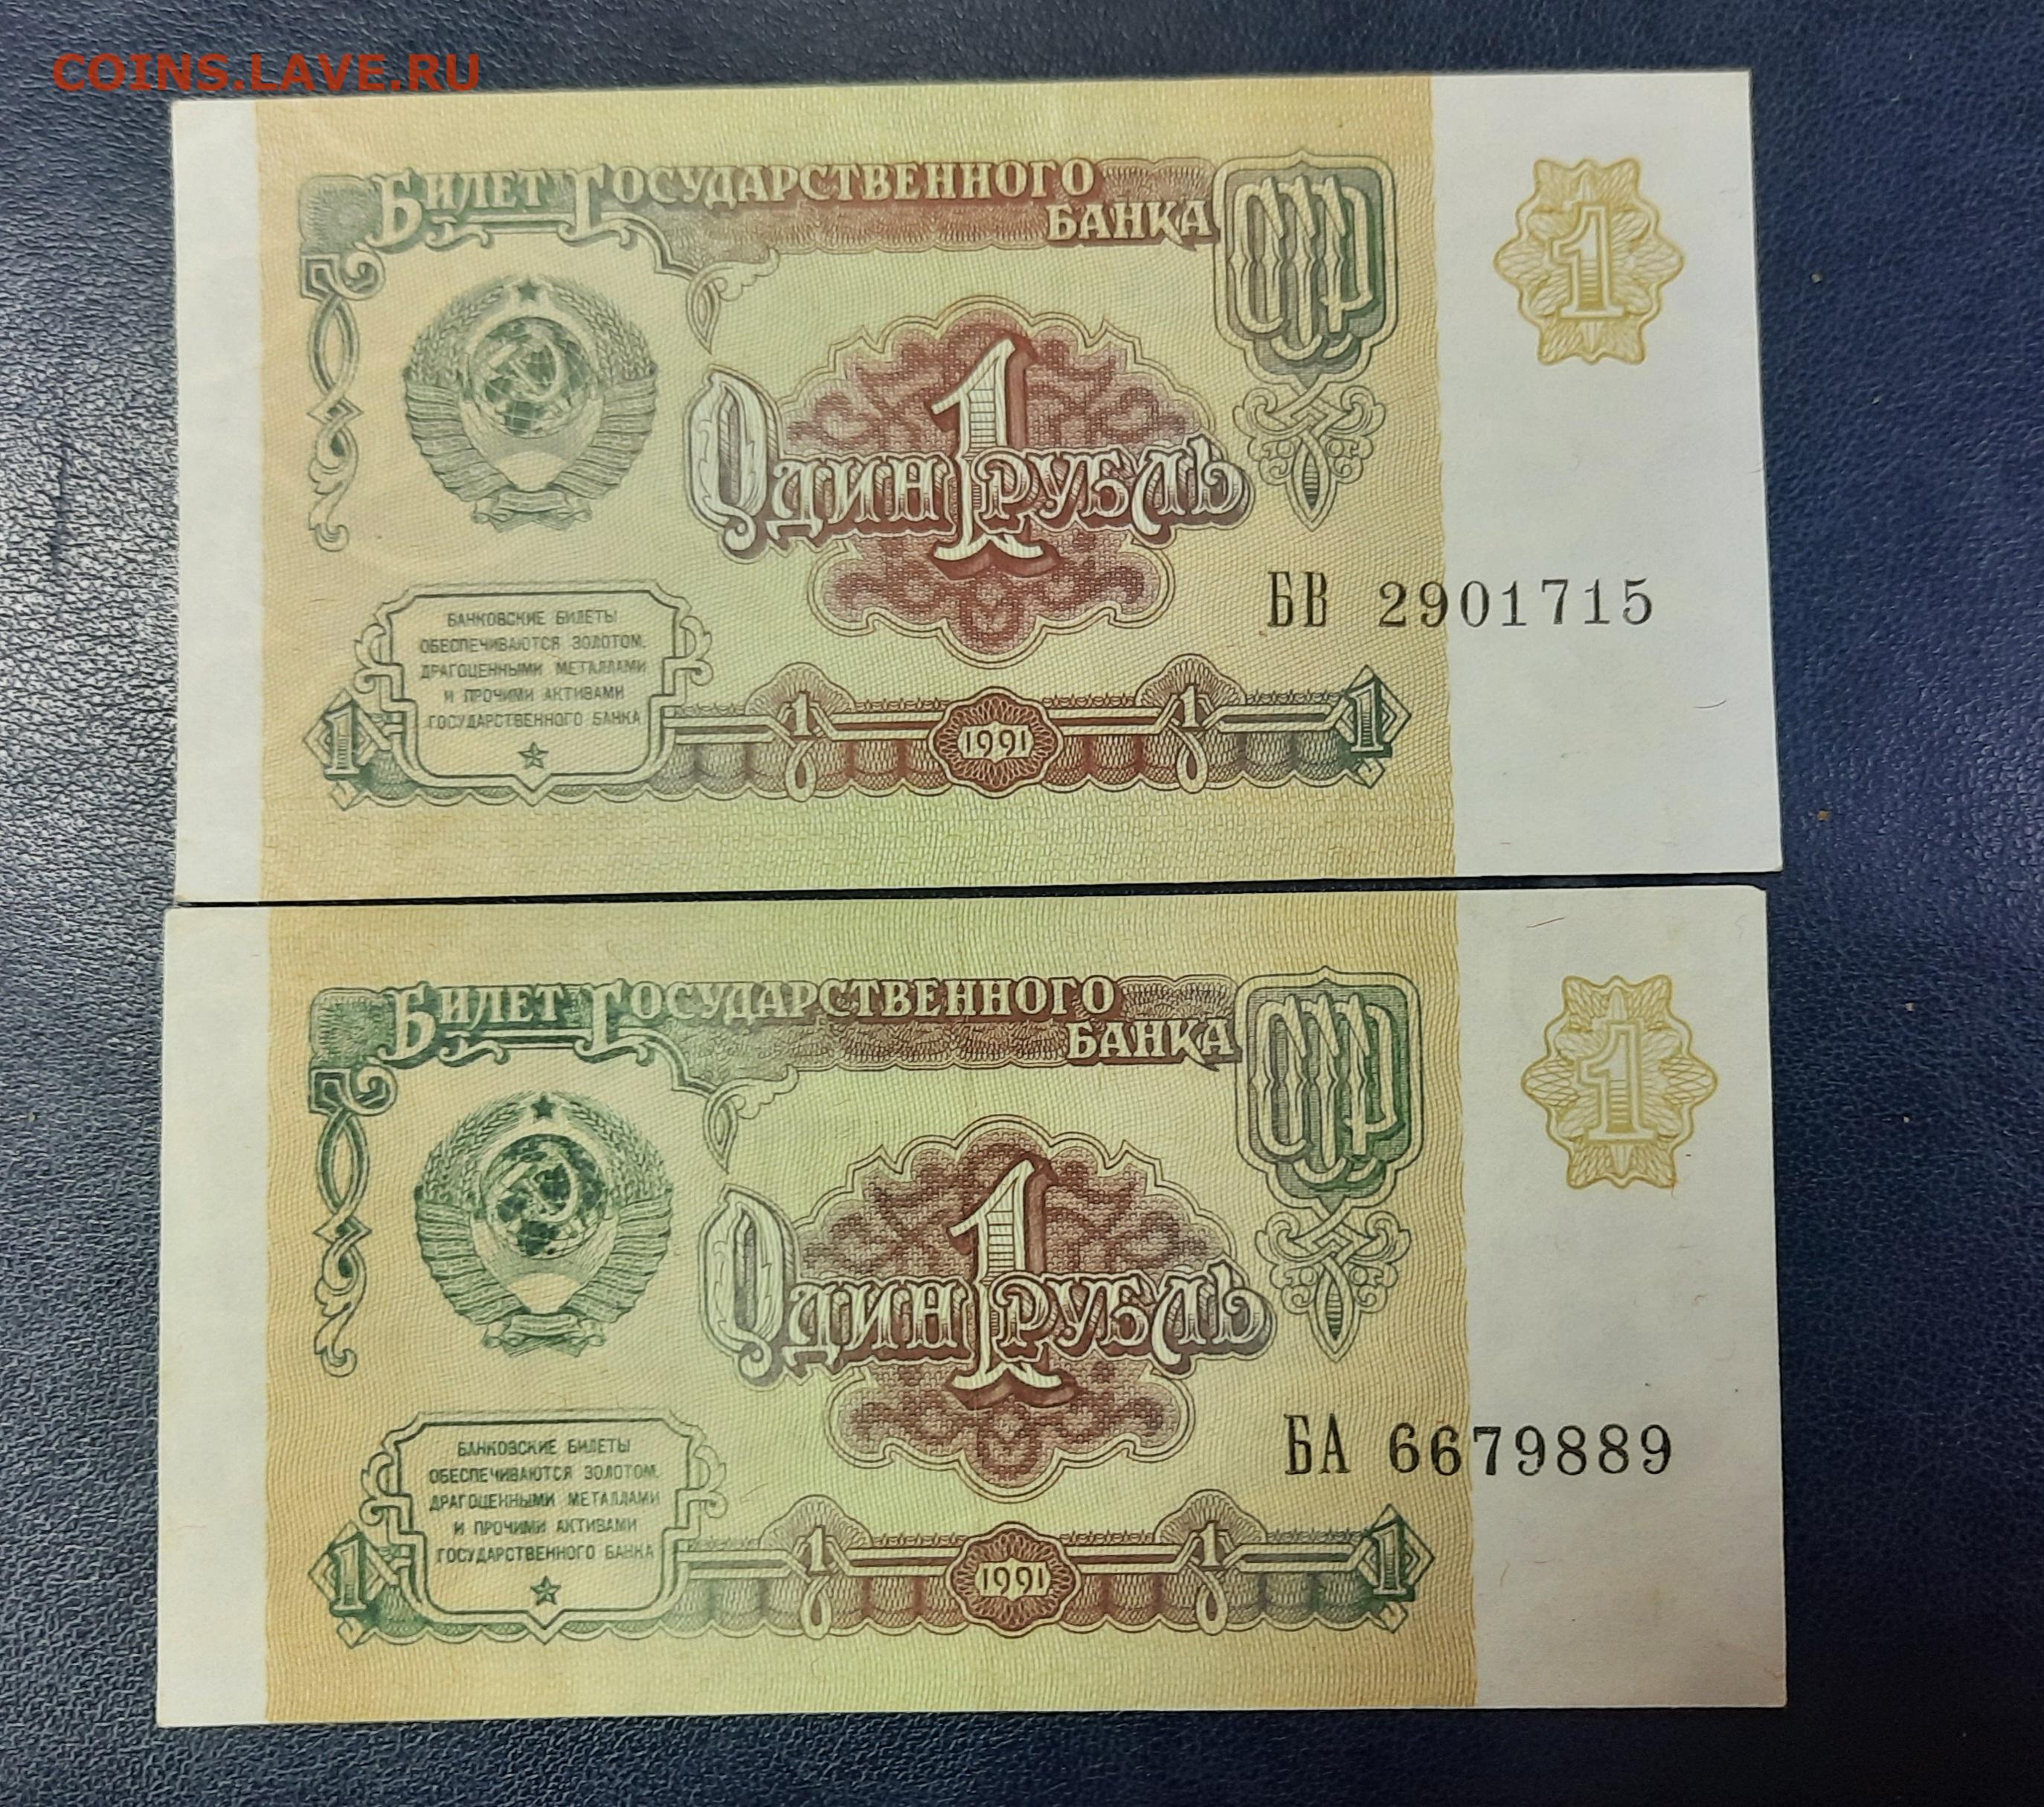 COINS.LAVE.RU
БИЛЕТ ГОСУДАРСТВЕННОГО
БАНКА
СССР
1
1
ОДИН РУБЛЬ
БВ 2901715
БАНКОВСКИЕ БИЛЕТЫ
ОБЕСПЕЧИВАЮТСЯ ЗОЛОТОМ,
ДРАГОЦЕННЫМИ МЕТАЛЛАМИ
И ПРОЧИМИ АКТИВАМИ
ГОСУДАРСТВЕННОГО БАНКА
1 1 1991 1 1
БИЛЕТ ГОСУДАРСТВЕННОГО
БАНКА
СССР
1
1
ОДИН РУБЛЬ
БА 6679889
БАНКОВСКИЕ БИЛЕТЫ
ОБЕСПЕЧИВАЮТСЯ ЗОЛОТОМ,
ДРАГОЦЕННЫМИ МЕТАЛЛАМИ
И ПРОЧИМИ АКТИВАМИ
ГОСУДАРСТВЕННОГО БАНКА
1 1 1991 1 1